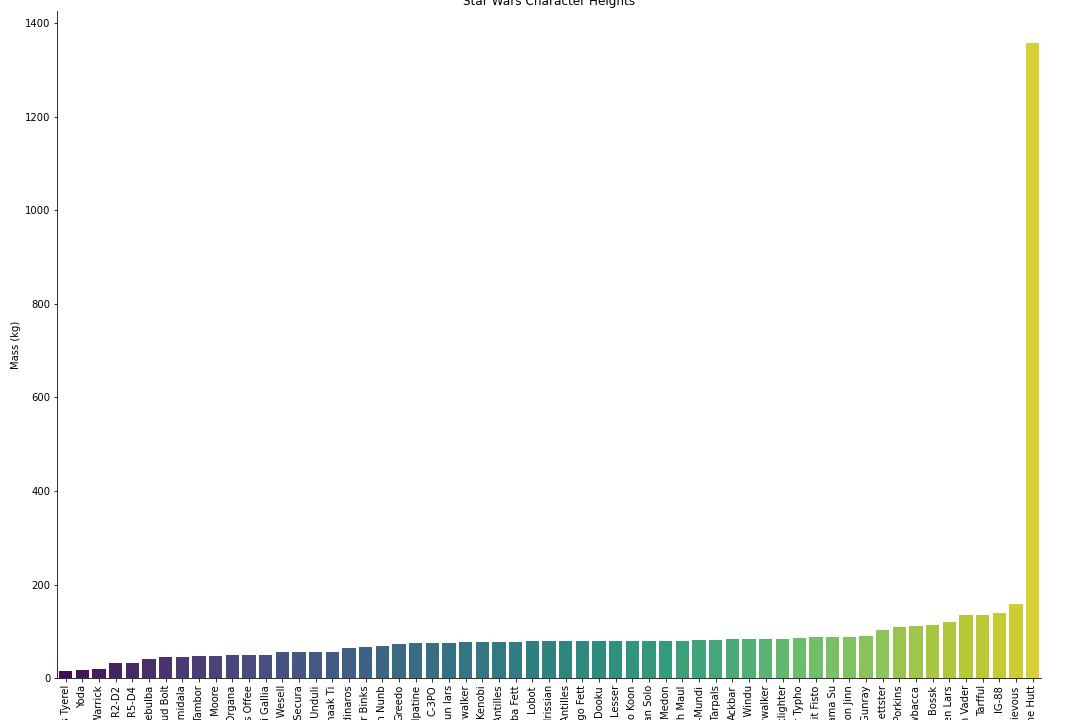 Star Wars Character Heights
1400
1200
1000
800
600
400
200
0
Mass (kg)
s Tyerel
Yoda
Warrick
R2-D2
R5-D4
ebulba
ud Bolt
midala
Tambor
Moore
Organa
s Offee
i Gallia
Wesell
Secura
Unduli
aak Ti
dinaros
r Binks
n Nunb
Greedo
lpatine
C-3PO
un lars
walker
Kenobi
Antilles
ba Fett
Lobot
rissian
Antilles
go Fett
Dooku
Lesser
o Koon
an Solo
Medon
h Maul
-Mundi
Tarpals
Ackbar
Windu
walker
klighter
Typho
it Fisto
ama Su
on Jinn
Gunray
ettster
Porkins
wbacca
Bossk
en Lars
n Vader
Tarfful
IG-88
ievous
he Hutt